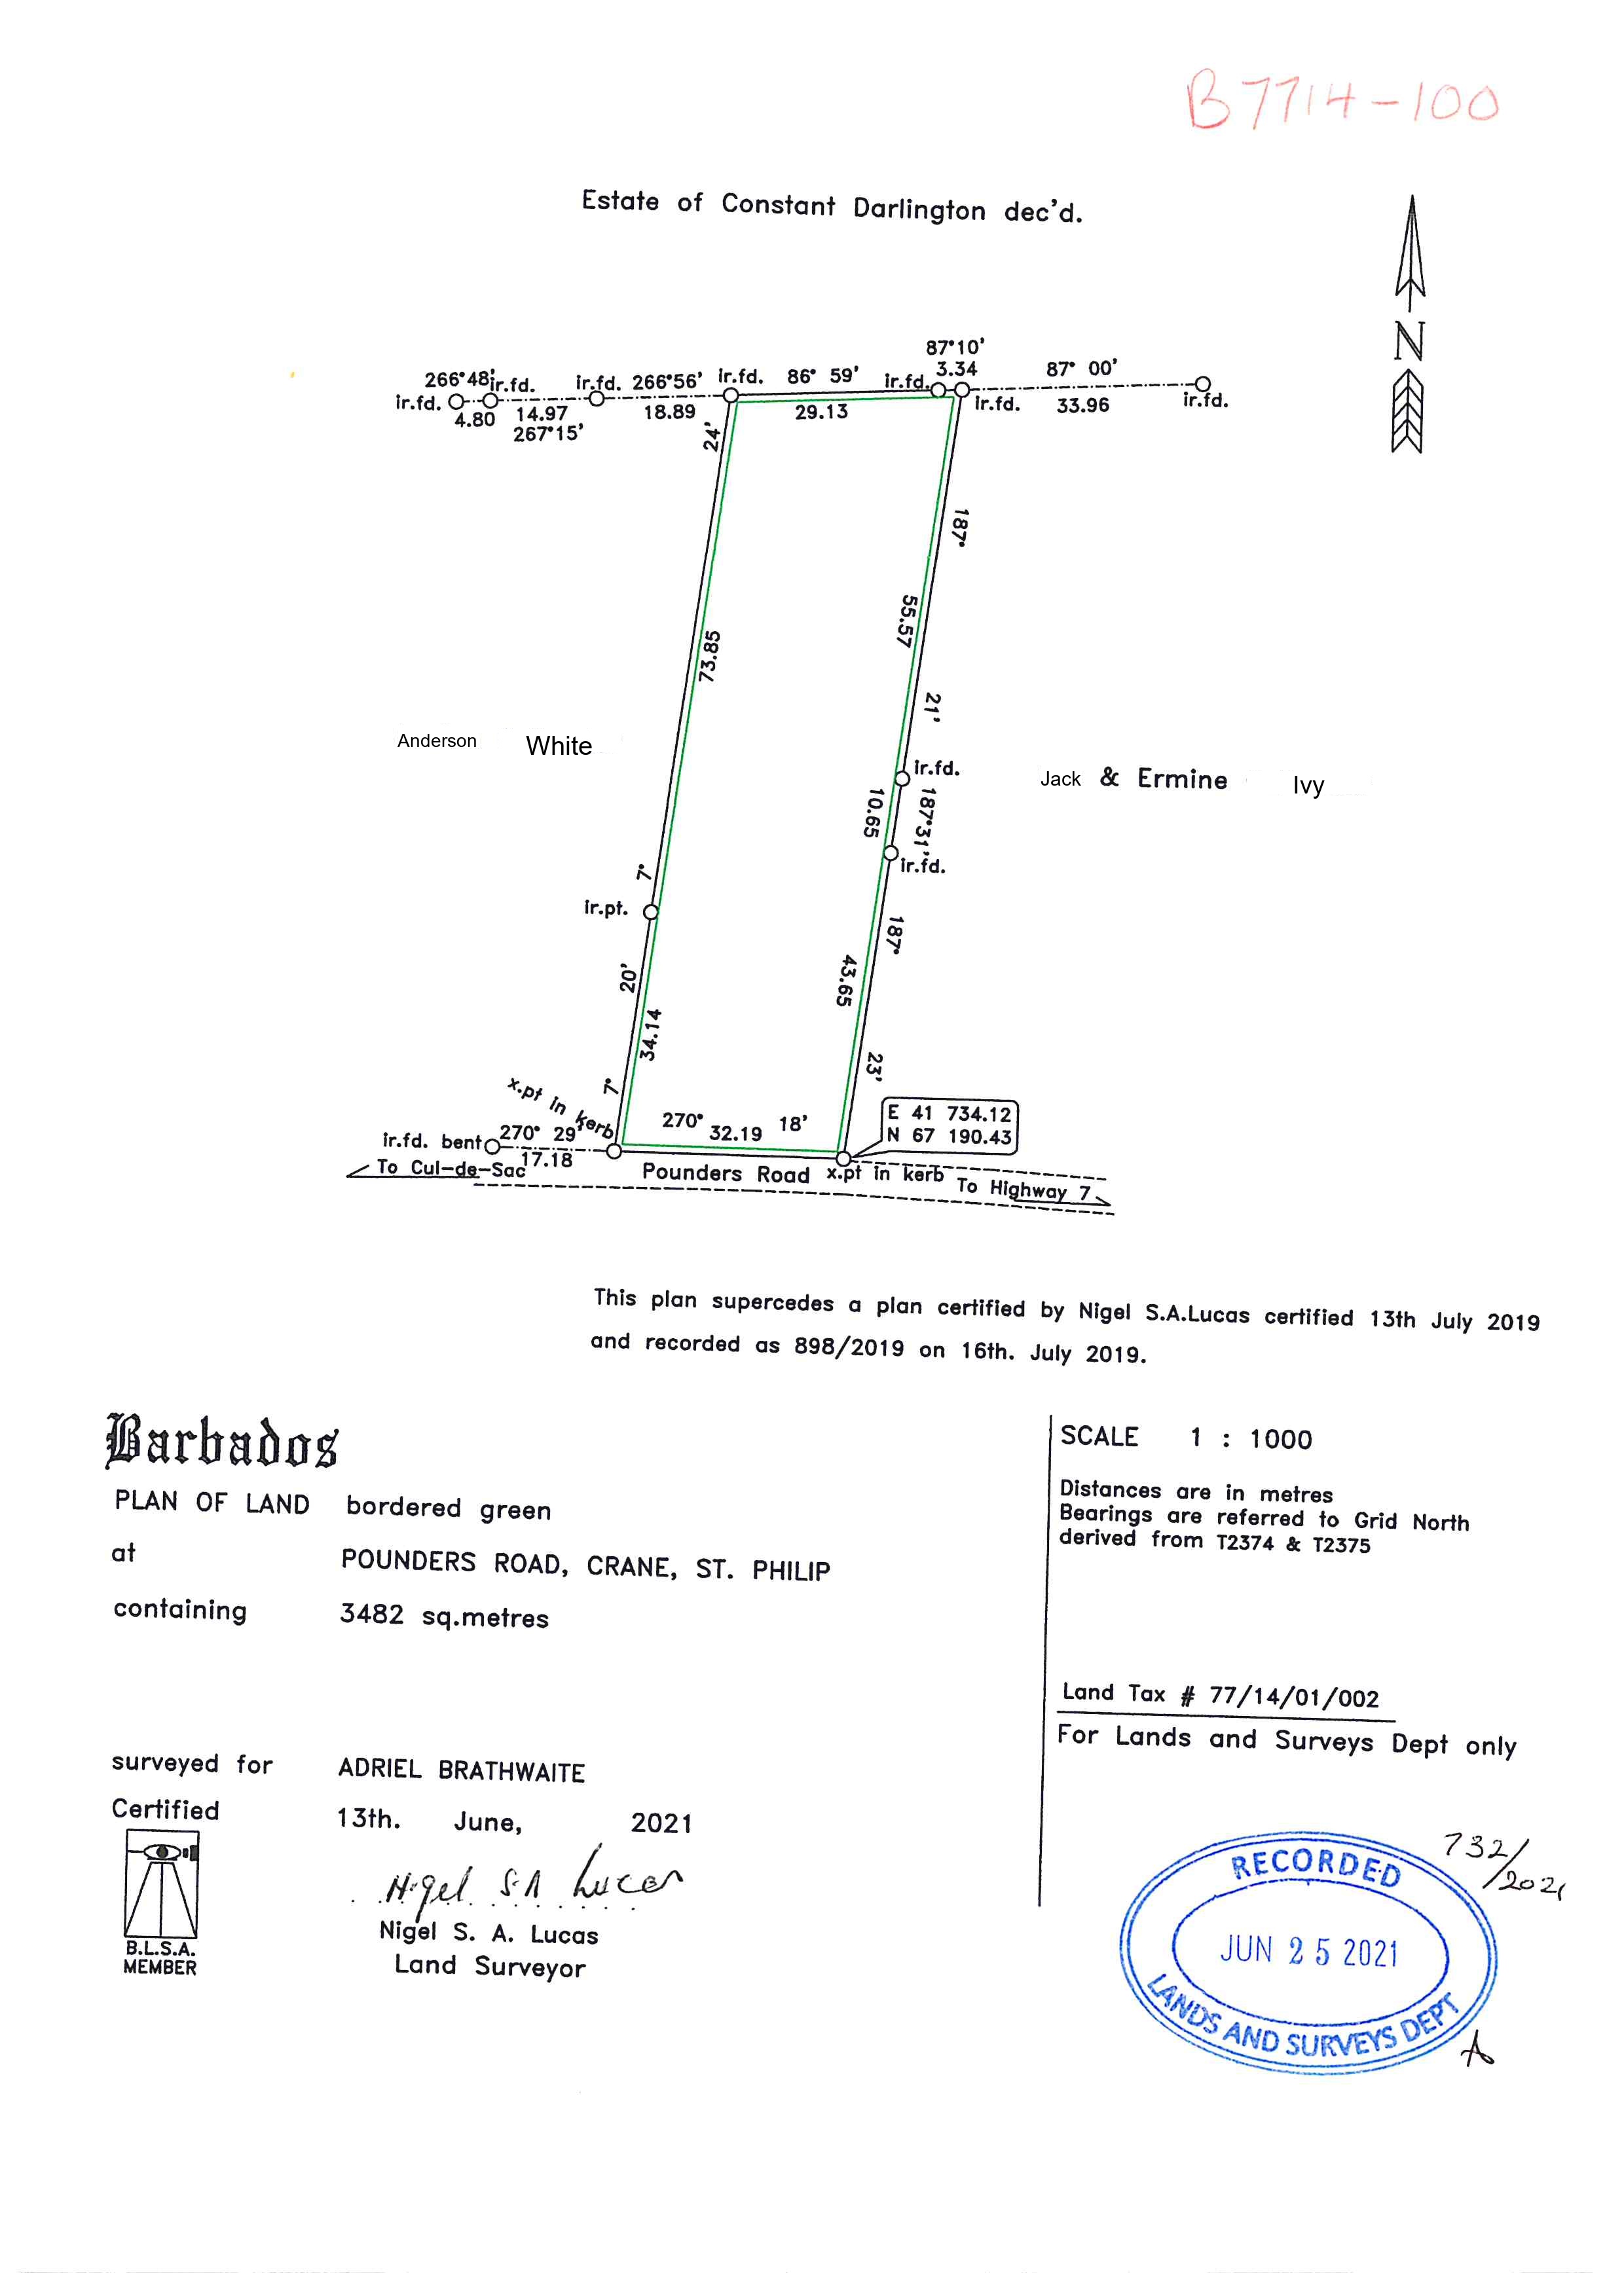 B7714-100
Estate of Constant Darlington dec'd.
N
87°10'
3.34
87° 00'
266°48'
ir.fd.
ir.fd. 266°56'
ir.fd.
86° 59'
ir.fd.
ir.fd.
4.80
14.97
267°15'
18.89
29.13
ir.fd.
33.96
ir.fd.
24'
187°
55.57
73.85
21'
Anderson White
ir.fd.
Jack & Ermine Ivy
10.65
187°31'
ir.fd.
7°
ir.pt.
187°
20'
43.65
34.14
23'
7°
x.pt in kerb
E 41 734.12
N 67 190.43
270° 32.19 18'
ir.fd. bent
270° 29'
17.18
To Cul-de-Sac
Pounders Road
x.pt in kerb
To Highway 7
This plan supercedes a plan certified by Nigel S.A.Lucas certified 13th July 2019
and recorded as 898/2019 on 16th. July 2019.
Barbados
PLAN OF LAND bordered green
at POUNDERS ROAD, CRANE, ST. PHILIP
containing 3482 sq.metres
surveyed for ADRIEL BRATHWAITE
Certified 13th. June, 2021
Nigel S.A Lucas
Nigel S. A. Lucas
Land Surveyor
B.L.S.A.
MEMBER
SCALE 1 : 1000
Distances are in metres
Bearings are referred to Grid North
derived from T2374 & T2375
Land Tax # 77/14/01/002
For Lands and Surveys Dept only
732/2021
RECORDED
JUN 25 2021
LANDS AND SURVEYS DEPT
A